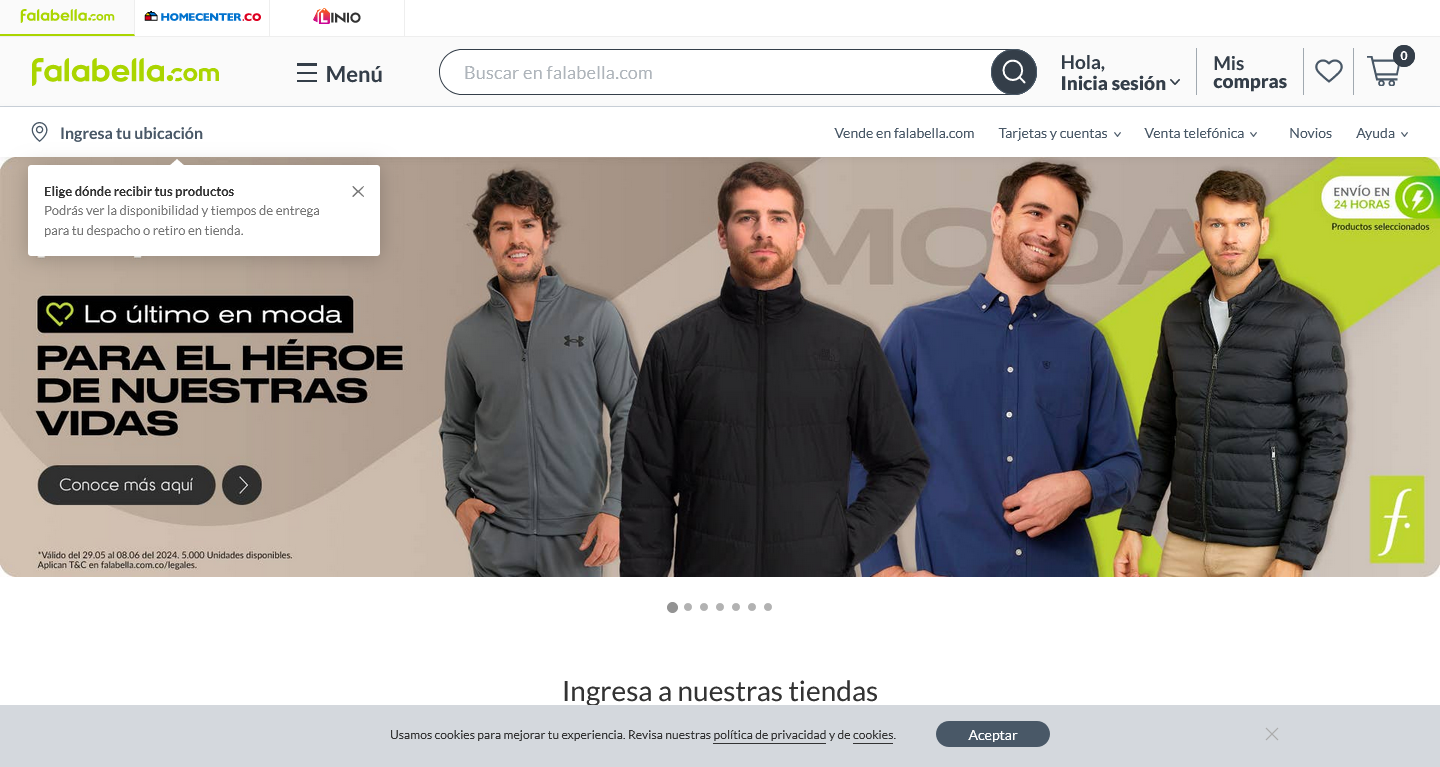 falabella.com
HOMECENTER.CO
LINIO
falabella.com
Menú
Buscar en falabella.com
Hola,
Inicia sesión
Mis
compras
0
Ingresa tu ubicación
Vende en falabella.com
Tarjetas y cuentas
Venta telefónica
Novios
Ayuda
Elige dónde recibir tus productos
Podrás ver la disponibilidad y tiempos de entrega
para tu despacho o retiro en tienda.
MODA
ENVÍO EN
24 HORAS
Productos seleccionados
Lo último en moda
PARA EL HÉROE
DE NUESTRAS
VIDAS
Conoce más aquí
*Válido del 29.05 al 08.06 del 2024. 5.000 Unidades disponibles.
Aplican T&C en falabella.com.co/legales.
f.
Ingresa a nuestras tiendas
Usamos cookies para mejorar tu experiencia. Revisa nuestras política de privacidad y de cookies.
Aceptar